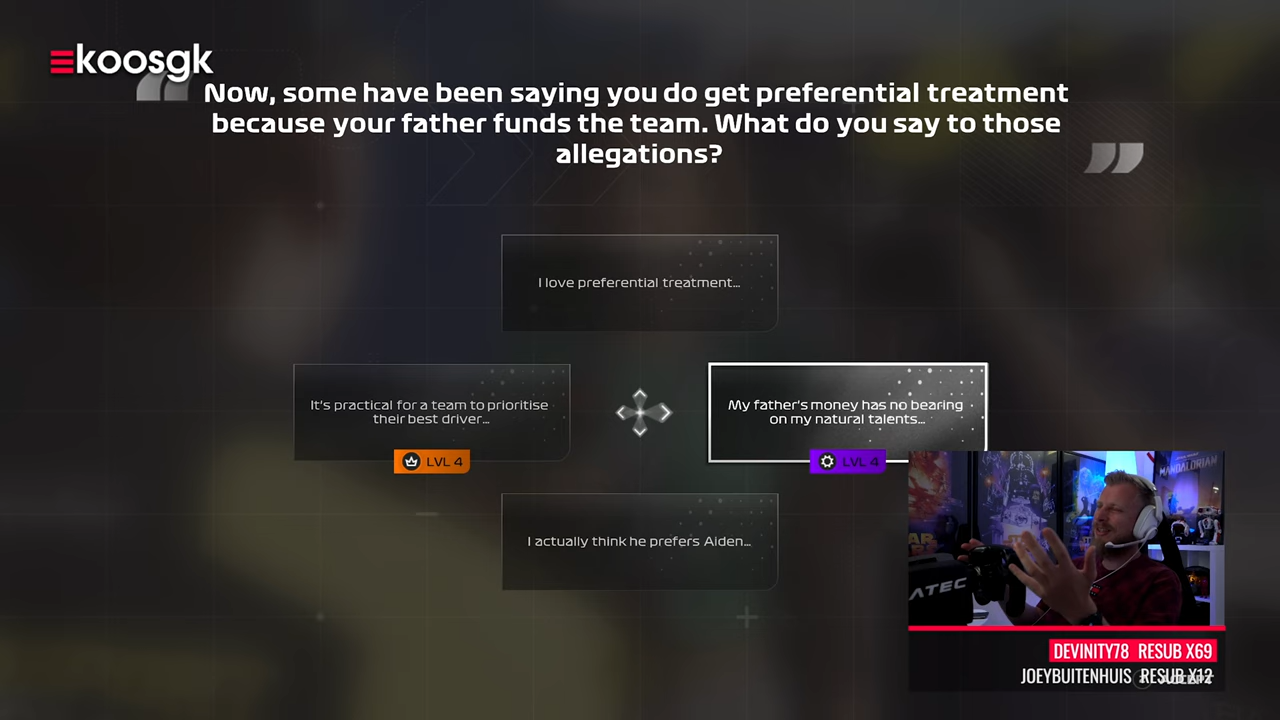 koosgk
Now, some have been saying you do get preferential treatment
because your father funds the team. What do you say to those
allegations?
I love preferential treatment...
It's practical for a team to prioritise
their best driver...
LVL 4
My father's money has no bearing
on my natural talents...
LVL 4
I actually think he prefers Aiden...
MANDALORIAN
ATEC
DEVINITY78 RESUB X69
JOEYBUITENHUIS RESUB X12
ACCEPT